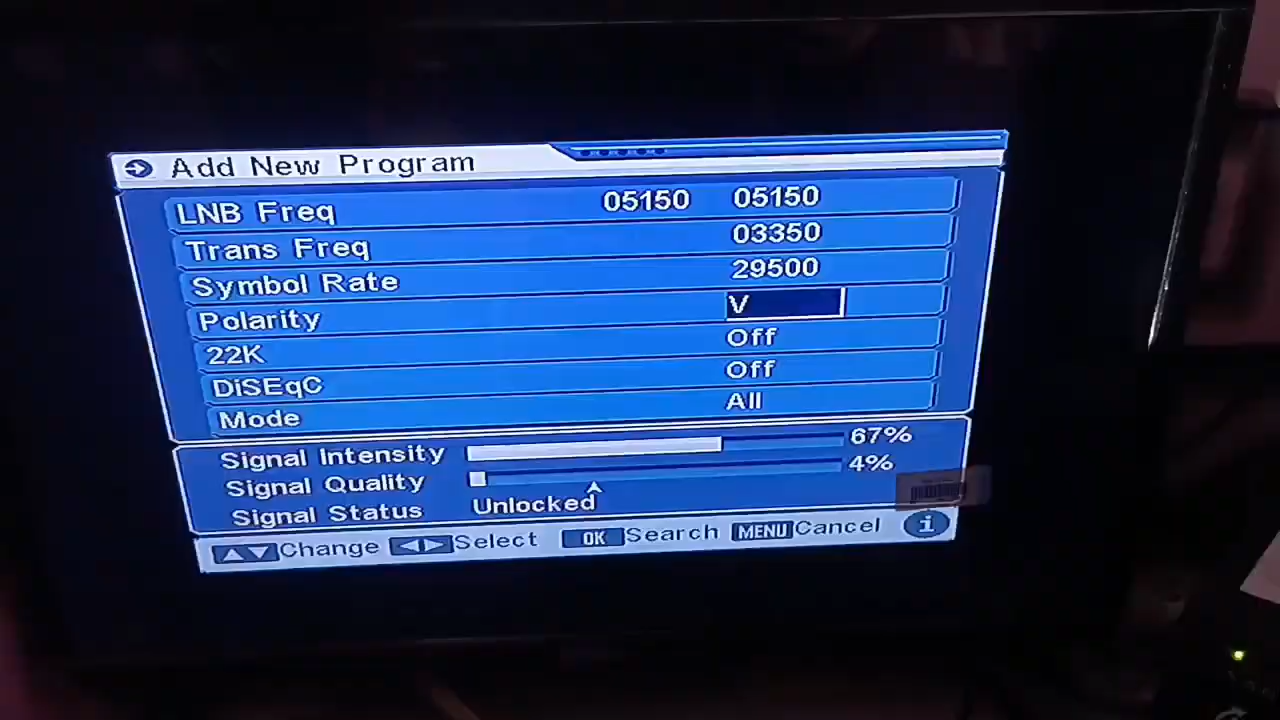 Add New Program
LNB Freq 05150 05150
Trans Freq 03350
Symbol Rate 29500
Polarity V
22K Off
DiSEqC Off
Mode All
Signal Intensity 67%
Signal Quality 4%
Signal Status Unlocked
Change Select OK Search MENU Cancel i